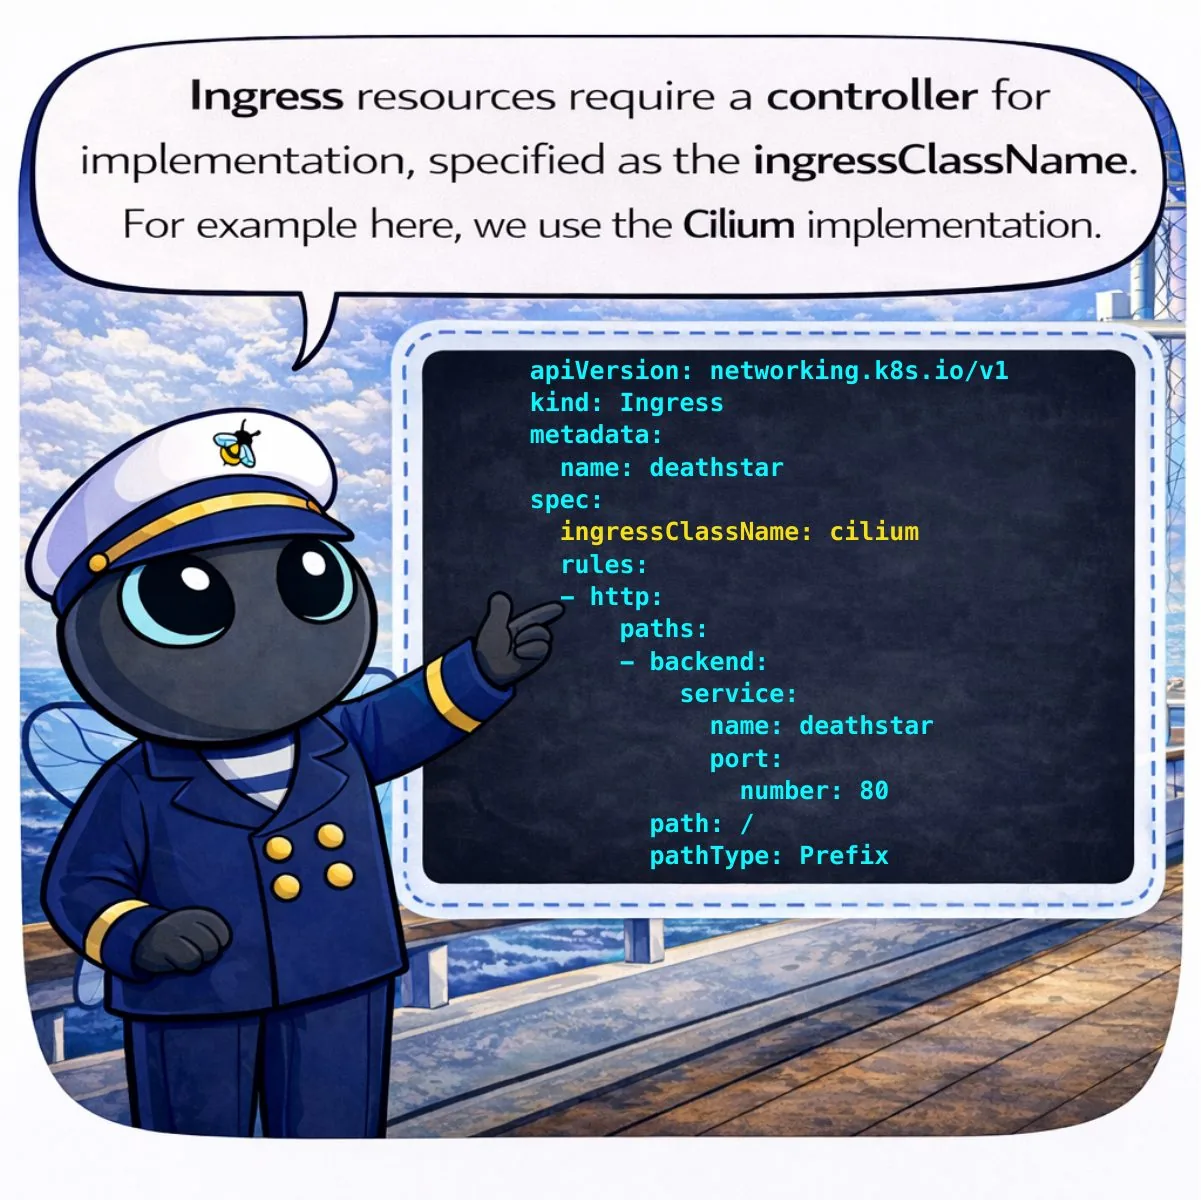 Ingress resources require a controller for
implementation, specified as the ingressClassName.
For example here, we use the Cilium implementation.
apiVersion: networking.k8s.io/v1
kind: Ingress
metadata:
  name: deathstar
spec:
  ingressClassName: cilium
  rules:
  - http:
      paths:
      - backend:
          service:
            name: deathstar
            port:
              number: 80
        path: /
        pathType: Prefix